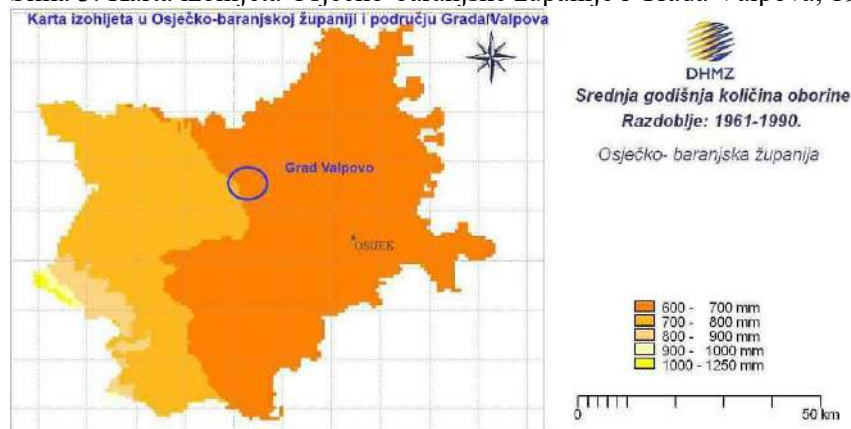 Karta izohijeta u Osječko-baranjskoj županiji i području Grada Valpova
DHMZ
Srednja godišnja količina oborine
Razdoblje: 1961-1990.
Osječko- baranjska županija
Grad Valpovo
OSIJEK
600 - 700 mm
700 - 800 mm
800 - 900 mm
900 - 1000 mm
1000 - 1250 mm
0 50 km